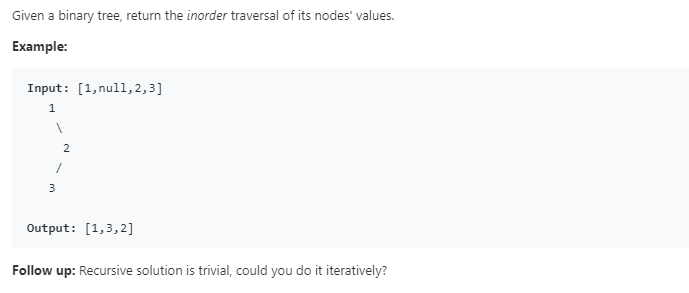 Given a binary tree, return the inorder traversal of its nodes' values.
Example:
Input: [1,null,2,3]
1
\
2
/
3
Output: [1,3,2]
Follow up: Recursive solution is trivial, could you do it iteratively?